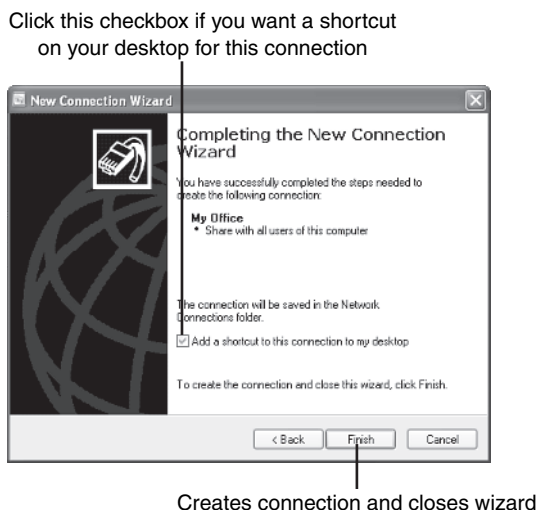 Click this checkbox if you want a shortcut
on your desktop for this connection
New Connection Wizard
Completing the New Connection
Wizard
You have successfully completed the steps needed to
create the following connection:
My Office
• Share with all users of this computer
The connection will be saved in the Network
Connections folder.
Add a shortcut to this connection to my desktop
To create the connection and close this wizard, click Finish.
< Back Finish Cancel
Creates connection and closes wizard